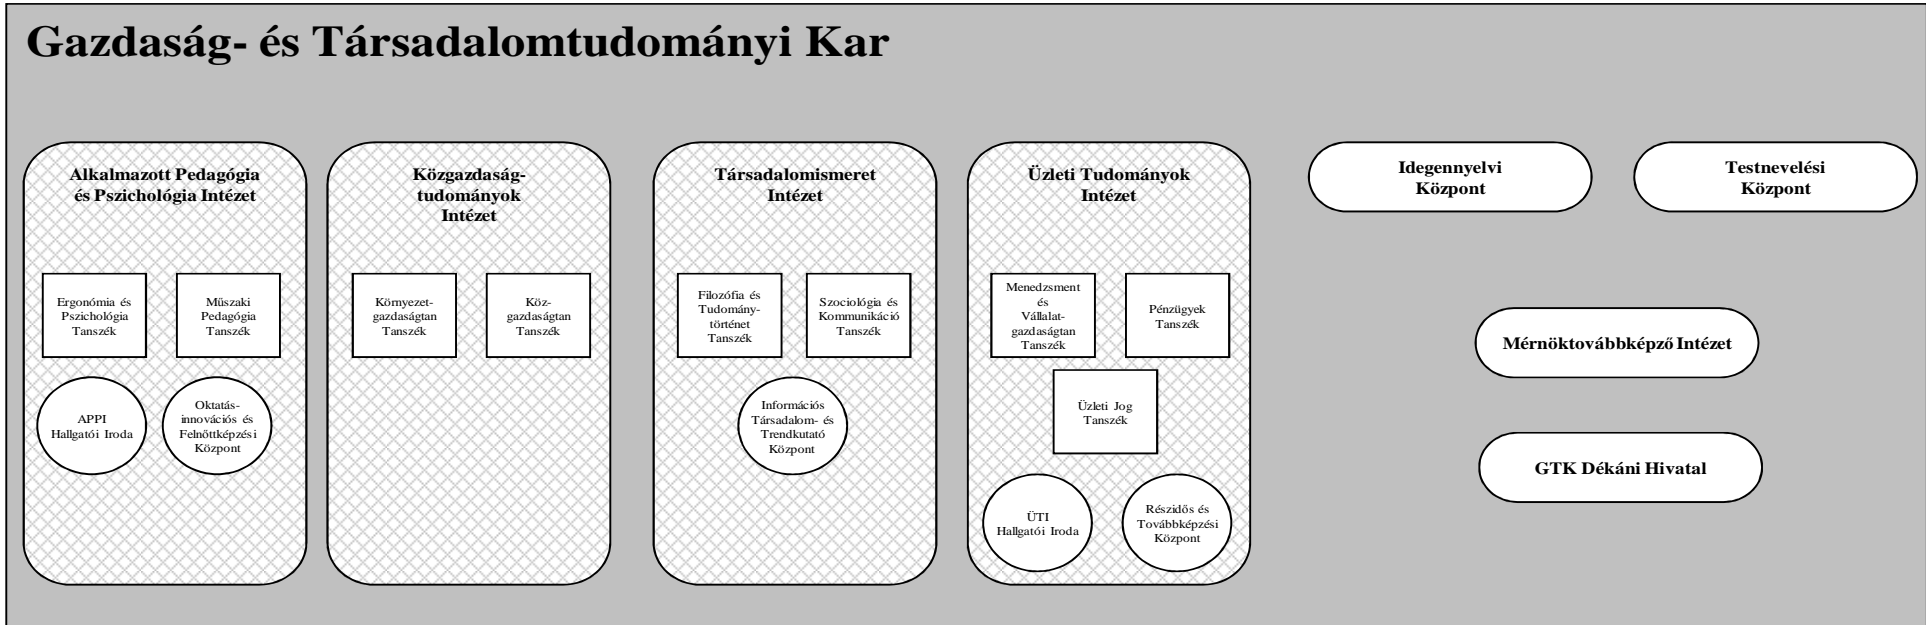 Gazdaság- és Társadalomtudományi Kar
Alkalmazott Pedagógia
és Pszichológia Intézet
Ergonómia és
Pszichológia
Tanszék
Műszaki
Pedagógia
Tanszék
APPI
Hallgatói Iroda
Oktatás-
innovációs és
Felnőttképzési
Központ
Közgazdaság-
tudományok
Intézet
Környezet-
gazdaságtan
Tanszék
Köz-
gazdaságtan
Tanszék
Társadalomismeret
Intézet
Filozófia és
Tudomány-
történet
Tanszék
Szociológia és
Kommunikáció
Tanszék
Információs
Társadalom- és
Trendkutató
Központ
Üzleti Tudományok
Intézet
Menedzsment
és
Vállalat-
gazdaságtan
Tanszék
Pénzügyek
Tanszék
Üzleti Jog
Tanszék
ÜTI
Hallgatói Iroda
Részidős és
Továbbképzési
Központ
Idegennyelvi
Központ
Testnevelési
Központ
Mérnöktovábbképző Intézet
GTK Dékáni Hivatal